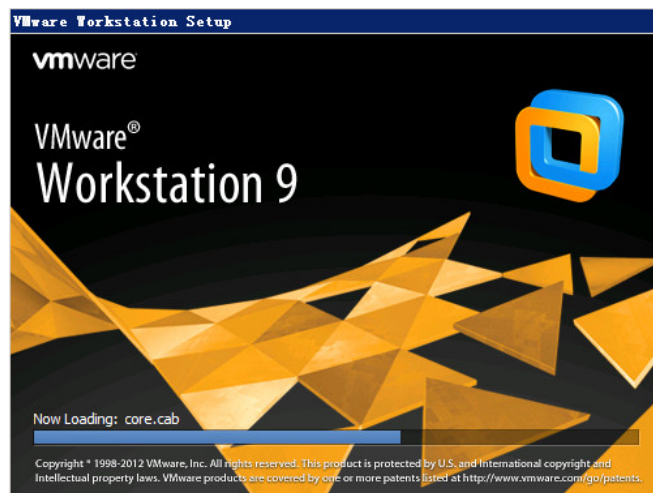 VMware Workstation Setup
vmware
VMware®
Workstation 9
Now Loading: core.cab
Copyright © 1998-2012 VMware, Inc. All rights reserved. This product is protected by U.S. and International copyright and
Intellectual property laws. VMware products are covered by one or more patents listed at http://www.vmware.com/go/patents.